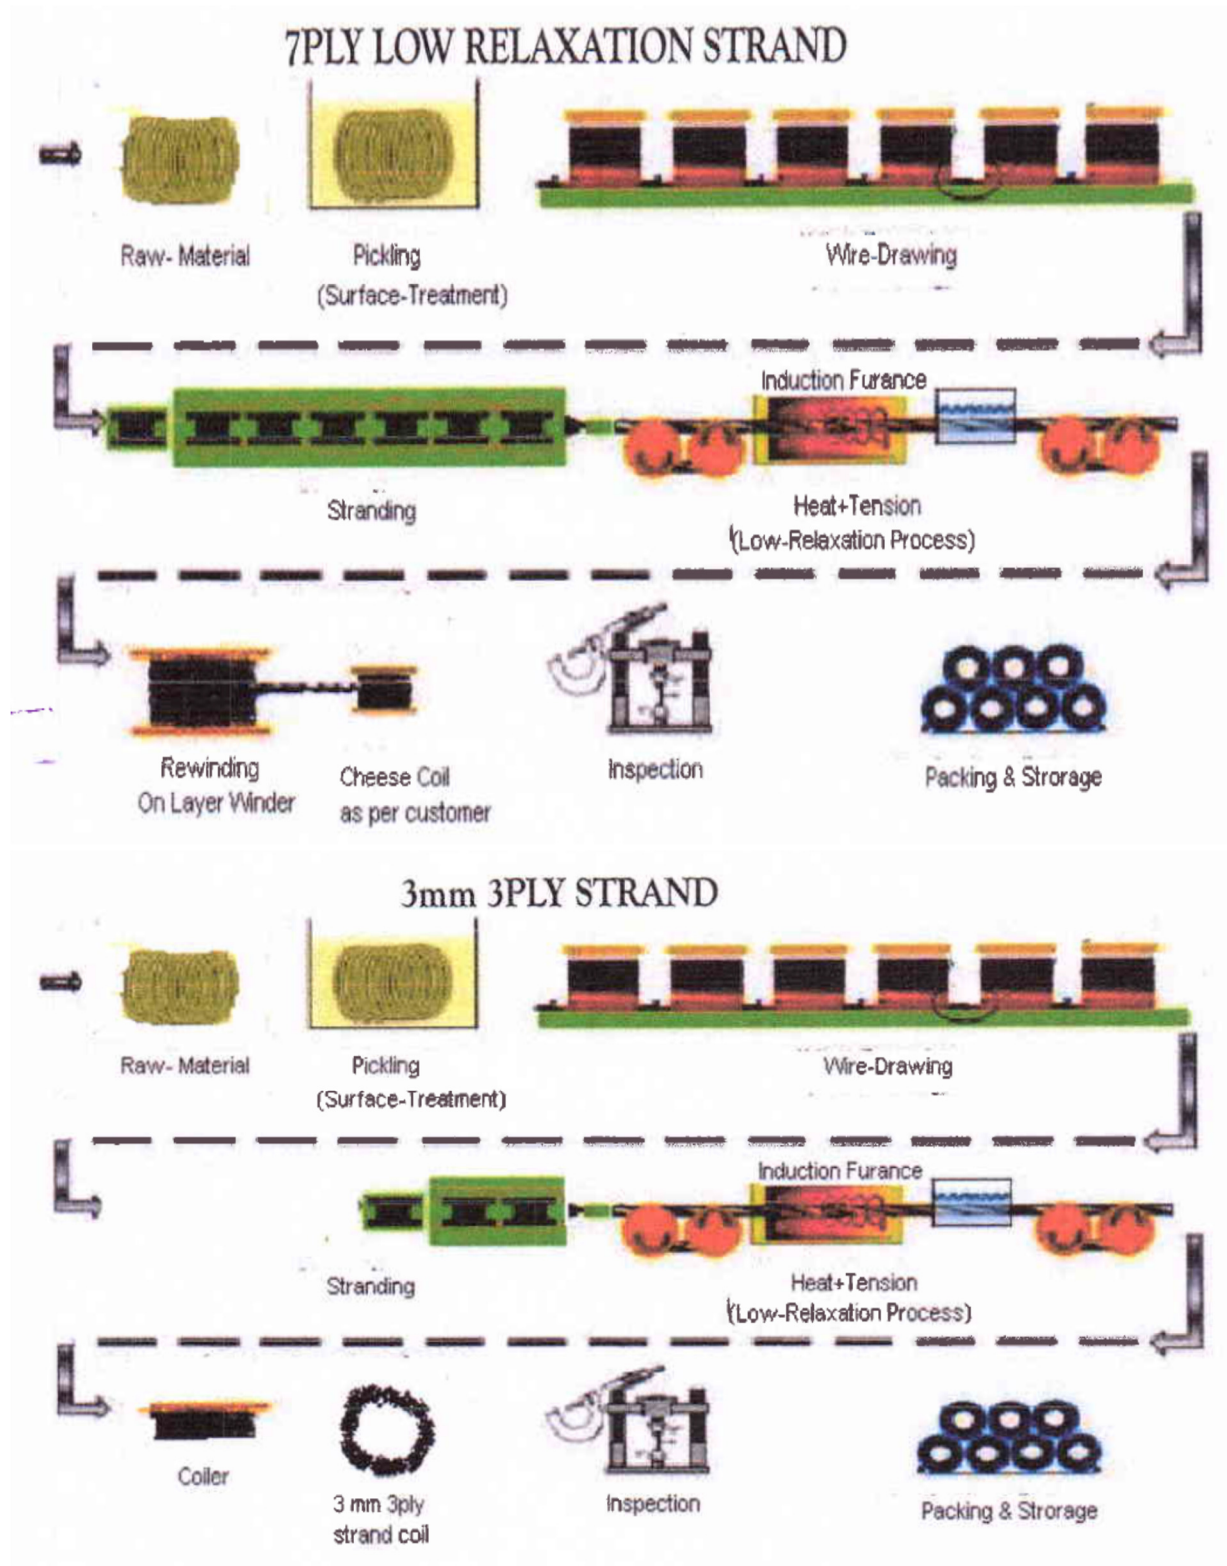 7PLY LOW RELAXATION STRAND
Raw- Material
Pickling
(Surface-Treatment)
Wire-Drawing
Induction Furance
Stranding
Heat+Tension
(Low-Relaxation Process)
Rewinding
On Layer Winder
Cheese Coil
as per customer
Inspection
Packing & Strorage
3mm 3PLY STRAND
Raw- Material
Pickling
(Surface-Treatment)
Wire-Drawing
Induction Furance
Stranding
Heat+Tension
(Low-Relaxation Process)
Coiler
3 mm 3ply
strand coil
Inspection
Packing & Strorage